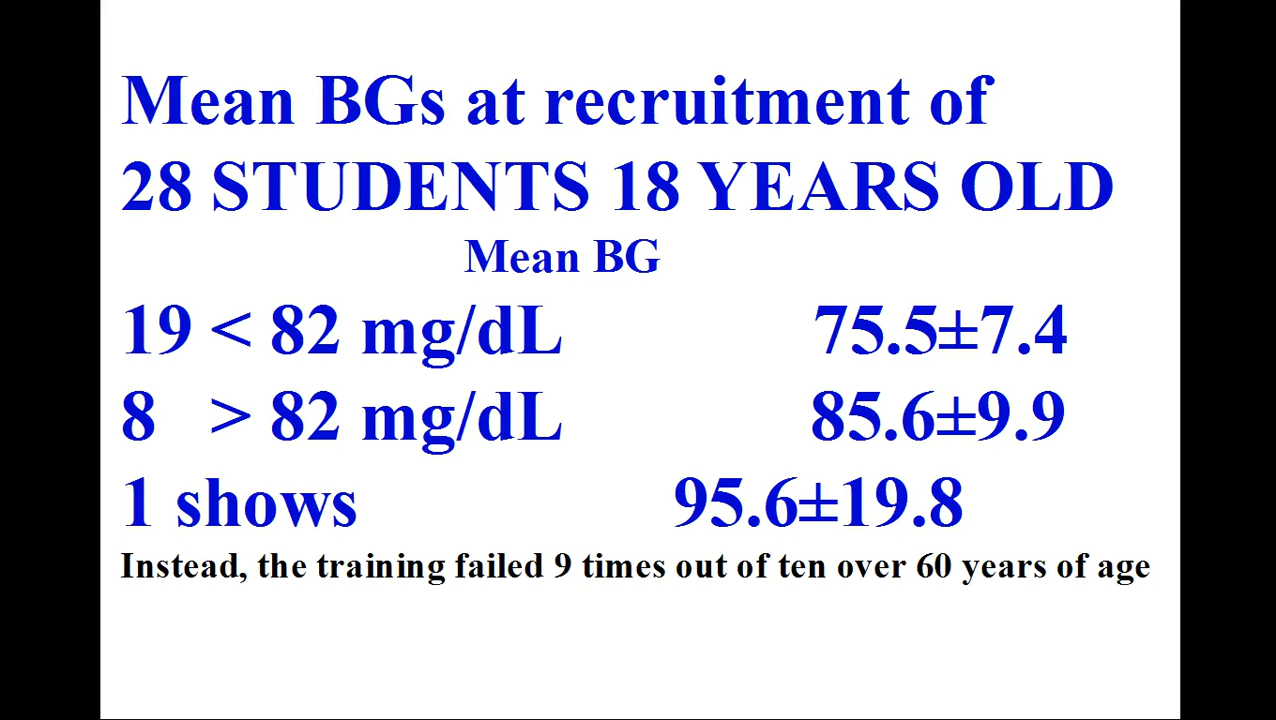 Mean BGs at recruitment of
28 STUDENTS 18 YEARS OLD
Mean BG
19 < 82 mg/dL 75.5±7.4
8 > 82 mg/dL 85.6±9.9
1 shows 95.6±19.8
Instead, the training failed 9 times out of ten over 60 years of age